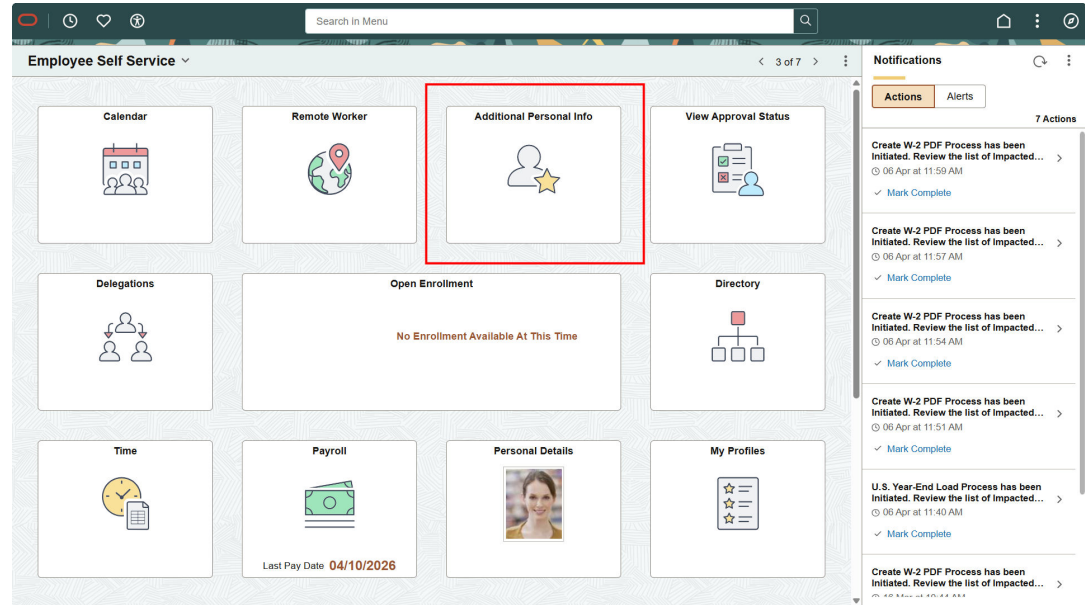 Search in Menu
Employee Self Service
3 of 7
Notifications
Actions
Alerts
7 Actions
Calendar
Remote Worker
Additional Personal Info
View Approval Status
Delegations
Open Enrollment
No Enrollment Available At This Time
Directory
Time
Payroll
Last Pay Date 04/10/2026
Personal Details
My Profiles
Create W-2 PDF Process has been
Initiated. Review the list of Impacted...
06 Apr at 11:59 AM
Mark Complete
Create W-2 PDF Process has been
Initiated. Review the list of Impacted...
06 Apr at 11:57 AM
Mark Complete
Create W-2 PDF Process has been
Initiated. Review the list of Impacted...
06 Apr at 11:54 AM
Mark Complete
Create W-2 PDF Process has been
Initiated. Review the list of Impacted...
06 Apr at 11:51 AM
Mark Complete
U.S. Year-End Load Process has been
Initiated. Review the list of Impacted...
06 Apr at 11:40 AM
Mark Complete
Create W-2 PDF Process has been
Initiated. Review the list of Impacted...
16 Mar at 10:44 AM